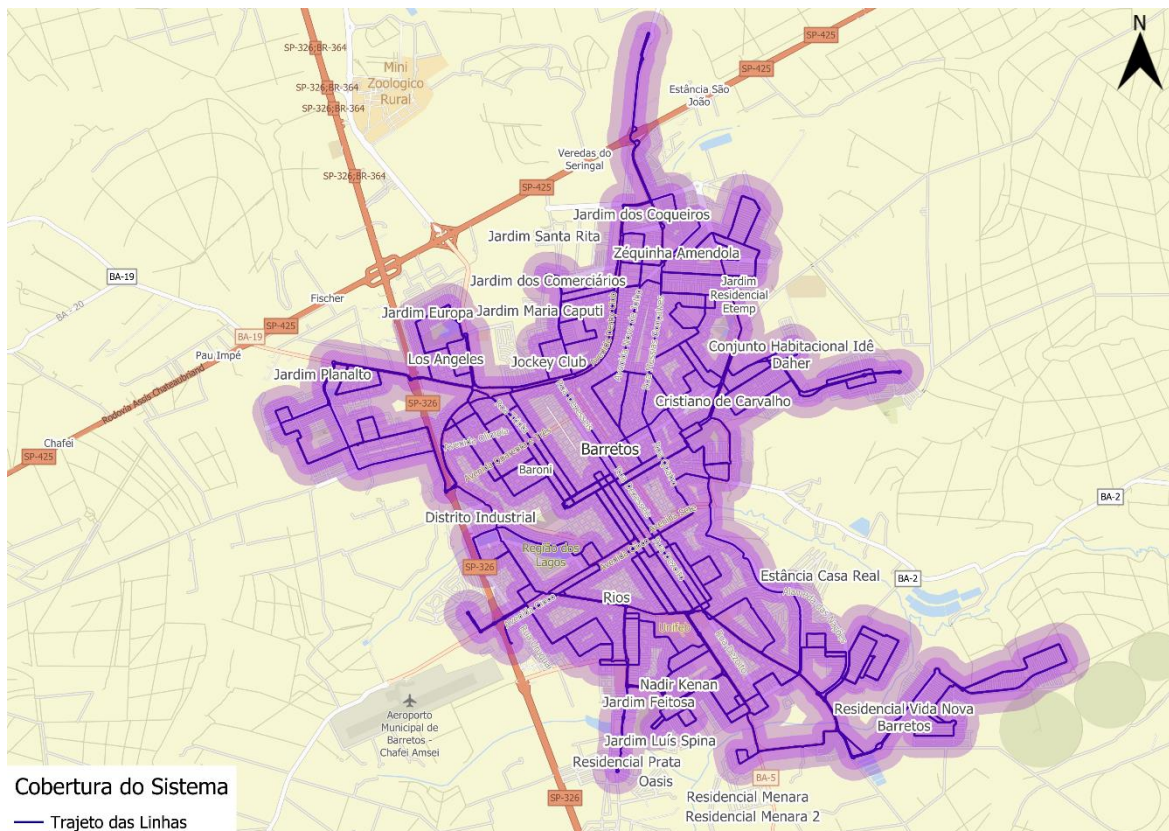 N
SP-425
SP-326;BR-364
SP-425
SP-326;BR-364
SP-326;BR-364
Mini
Zoologico
Rural
Estância São
João
Veredas do
Seringal
SP-326;BR-364
SP-425
Jardim dos Coqueiros
Jardim Santa Rita
Zéquinha Amendola
BA-19
Jardim dos Comerciários
Jardim
Residencial
Etemp
Fischer
Jardim Europa
Jardim Maria Caputi
SP-425
BA - 20
BA-19
Pau Impé
Los Angeles
Jockey Club
Conjunto Habitacional Idê
Daher
Jardim Planalto
Rodovia Assis Chateaubriand
SP-326
Cristiano de Carvalho
Chafei
SP-425
Avenida Olimpia
Barretos
Baroni
BA-2
Distrito Industrial
Região dos
Lagos
SP-326
Estância Casa Real
BA-2
Rios
Unifeb
Nadir Kenan
Jardim Feitosa
Residencial Vida Nova
Barretos
Aeroporto
Municipal de
Barretos -
Chafei Amsei
Jardim Luís Spina
Residencial Prata
Oasis
BA-5
SP-326
Residencial Menara
Residencial Menara 2
Cobertura do Sistema
Trajeto das Linhas